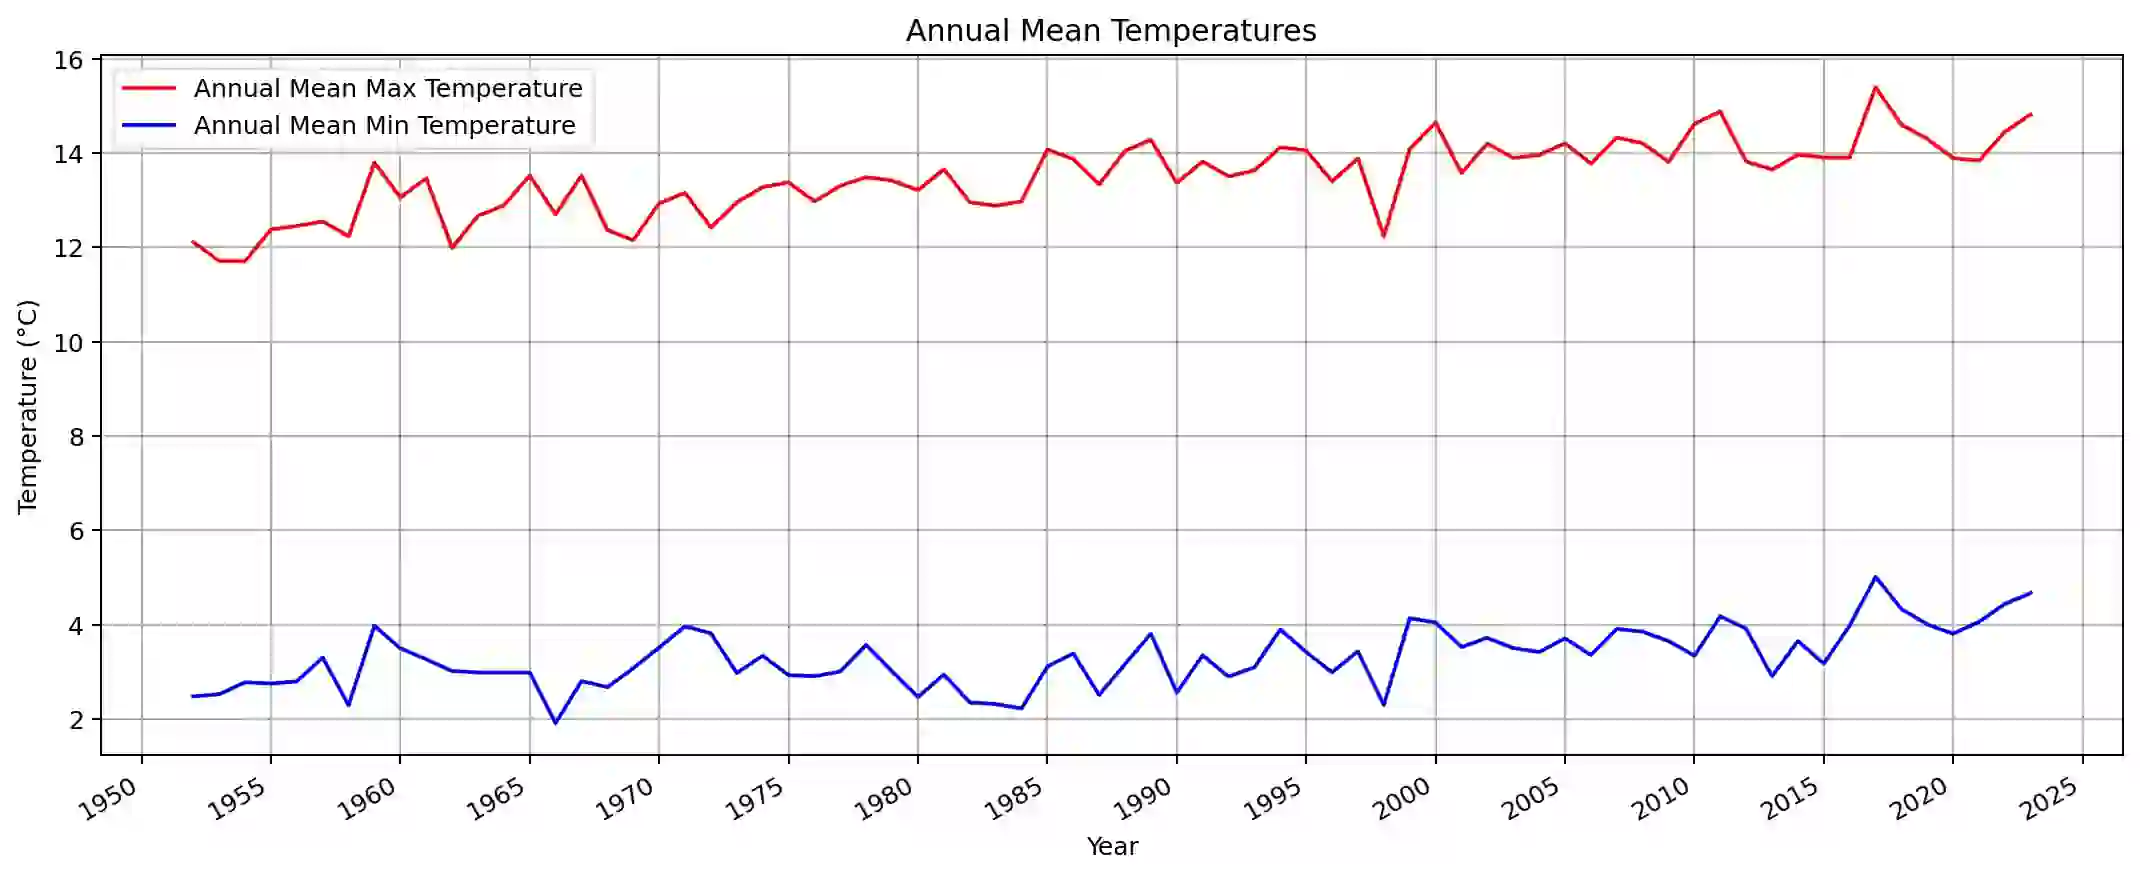 Annual Mean Temperatures
Annual Mean Max Temperature
Annual Mean Min Temperature
Temperature (°C)
16
14
12
10
8
6
4
2
1950 1955 1960 1965 1970 1975 1980 1985 1990 1995 2000 2005 2010 2015 2020 2025
Year